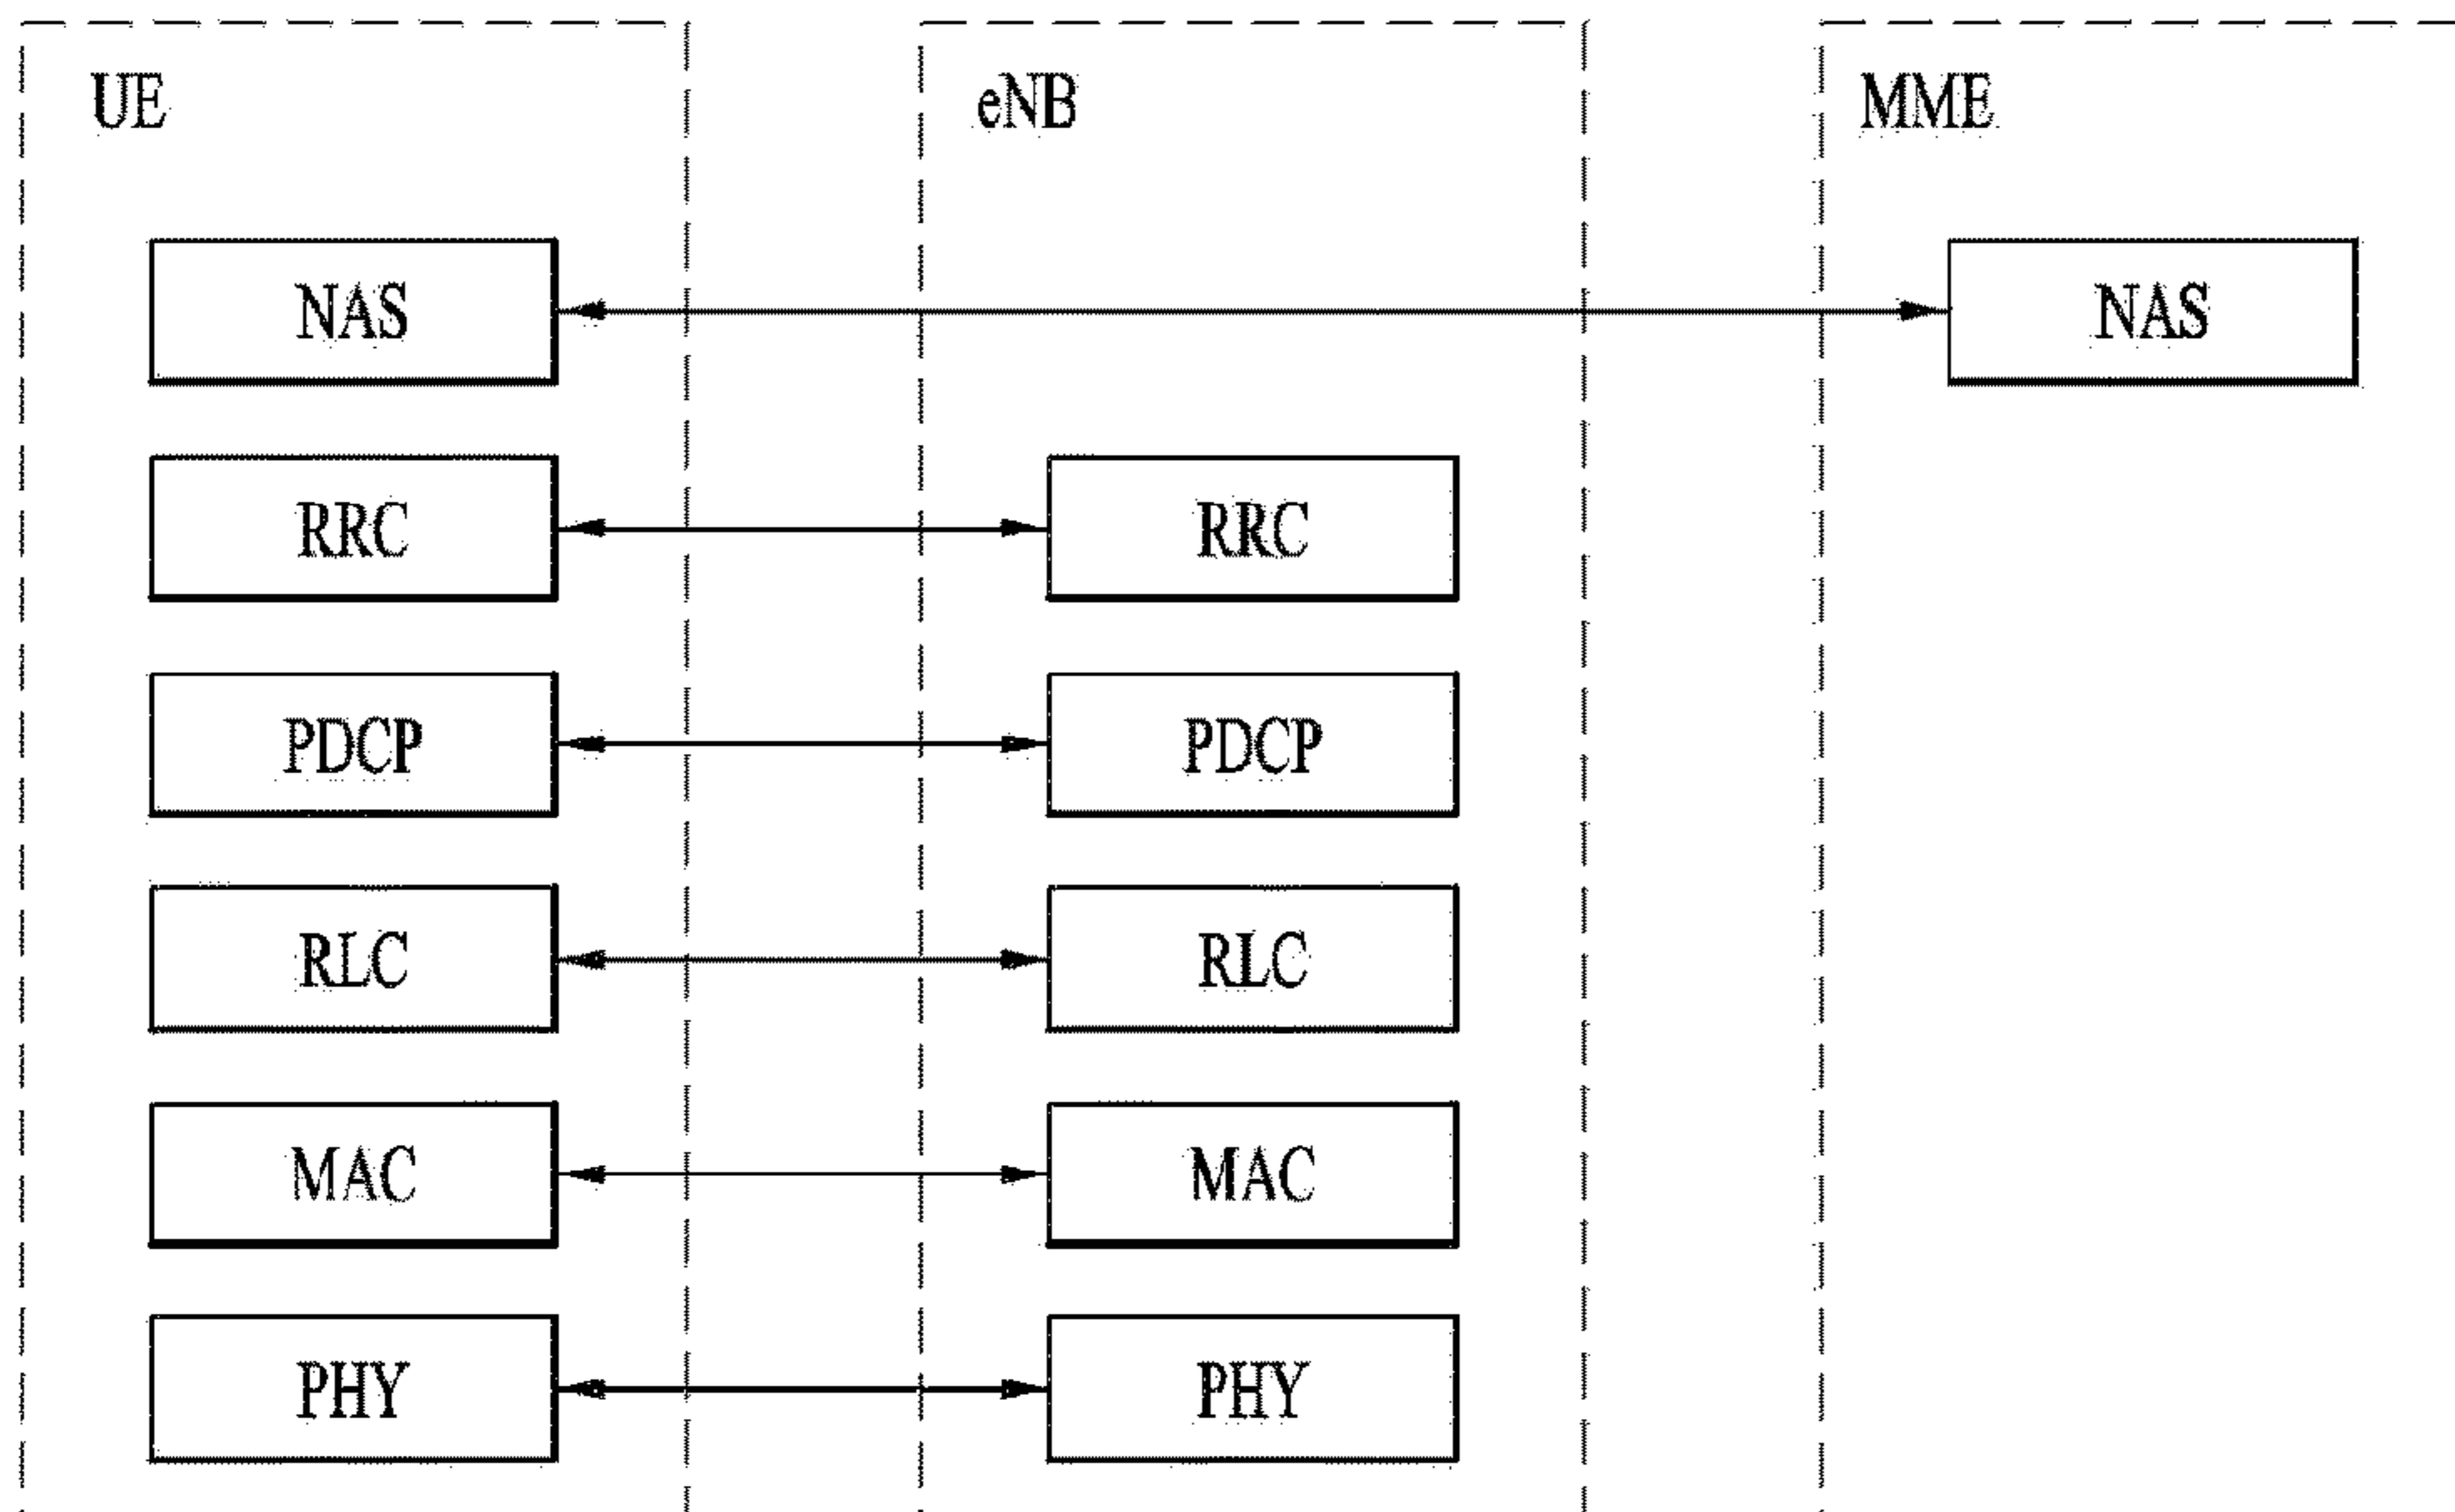 UE eNB MME
NAS NAS
RRC RRC
PDCP PDCP
RLC RLC
MAC MAC
PHY PHY